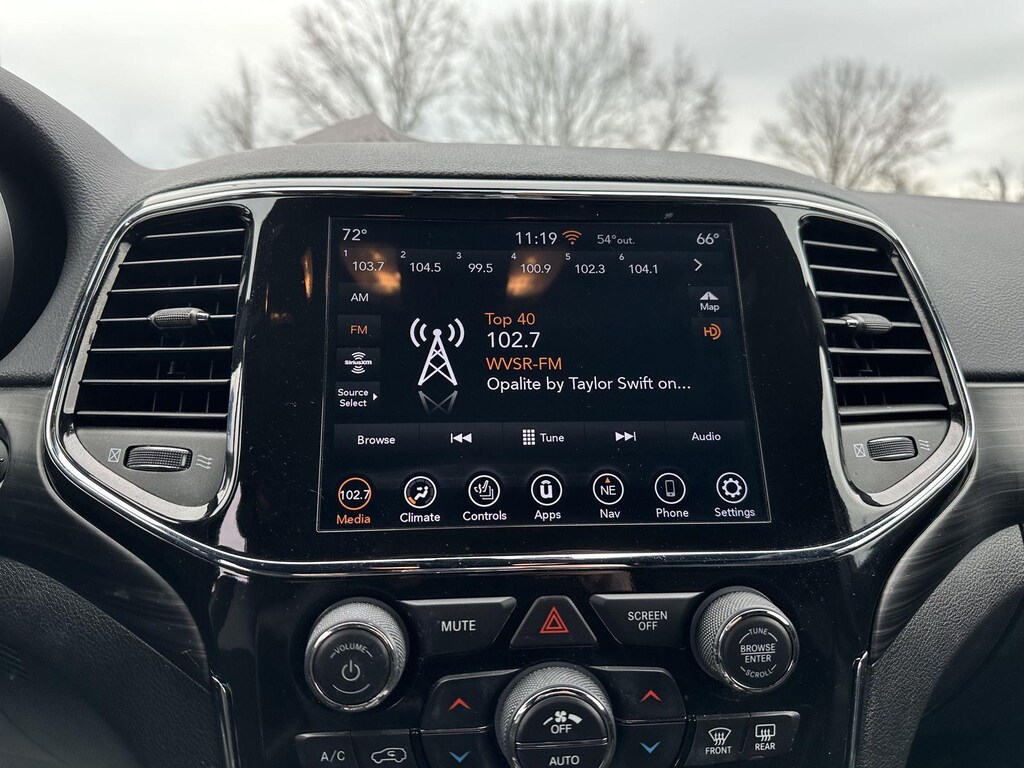 72° 11:19 54°out. 66°
1 103.7 2 104.5 3 99.5 4 100.9 5 102.3 6 104.1
AM
Map
FM
HD
Top 40
102.7
WVSR-FM
Opalite by Taylor Swift on...
SiriusXM
Source
Select
Browse Tune Audio
102.7 NE
Media Climate Controls Apps Nav Phone Settings
MUTE
SCREEN
OFF
VOLUME
TUNE
BROWSE
ENTER
SCROLL
OFF
AUTO
A/C
FRONT REAR